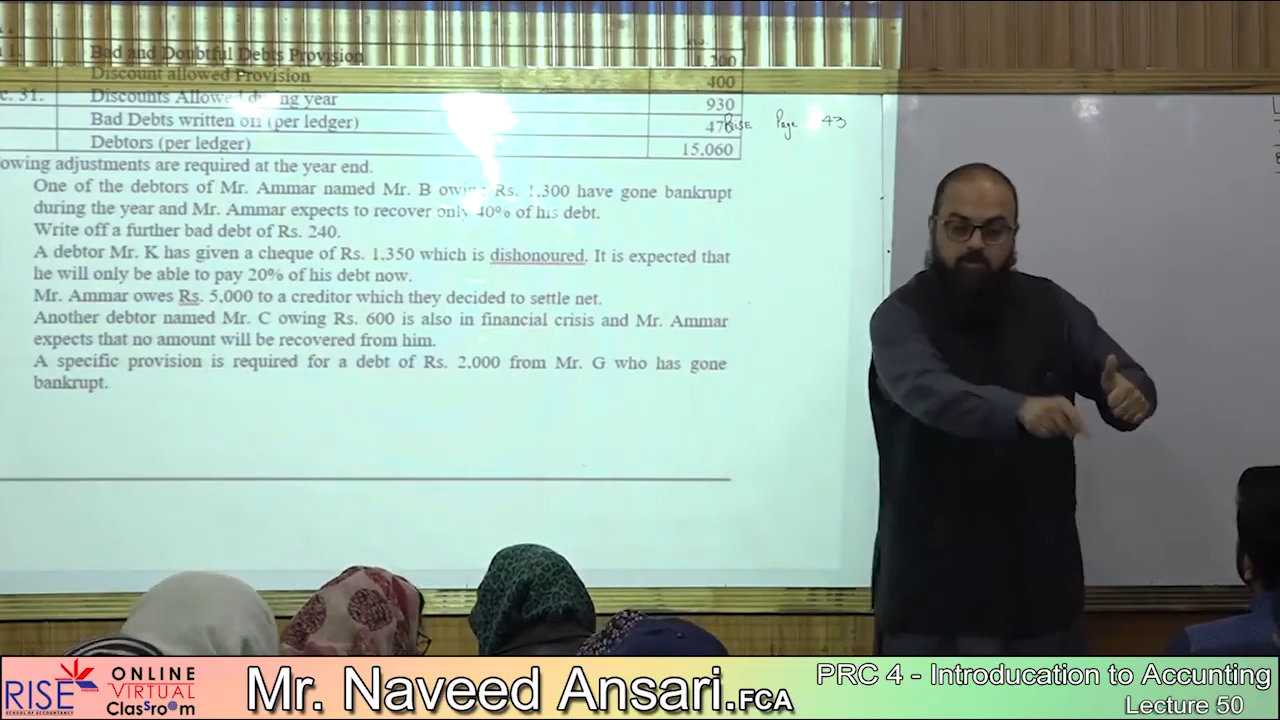 Bad and Doubtful Debts Provision 1,300
Discount allowed Provision 400
c. 31. Discounts Allowed during year 930
Bad Debts written off (per ledger)
Debtors (per ledger) 15,060
RISE Page 43
owing adjustments are required at the year end.
One of the debtors of Mr. Ammar named Mr. B owing Rs. 1,300 have gone bankrupt
during the year and Mr. Ammar expects to recover only 40% of his debt.
Write off a further bad debt of Rs. 240.
A debtor Mr. K has given a cheque of Rs. 1,350 which is dishonoured. It is expected that
he will only be able to pay 20% of his debt now.
Mr. Ammar owes Rs. 5,000 to a creditor which they decided to settle net.
Another debtor named Mr. C owing Rs. 600 is also in financial crisis and Mr. Ammar
expects that no amount will be recovered from him.
A specific provision is required for a debt of Rs. 2,000 from Mr. G who has gone
bankrupt.
RISE
SCHOOL OF ACCOUNTANCY
ONLINE
VIRTUAL
ClasSroom
Mr. Naveed Ansari.FCA
PRC 4 - Introducation to Accunting
Lecture 50